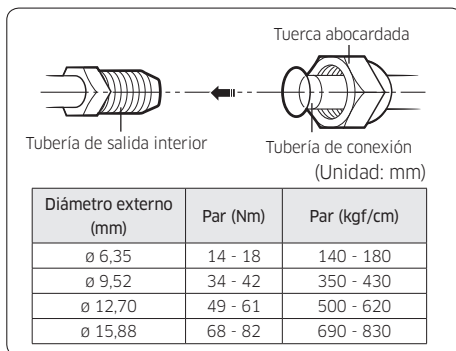 Tuerca abocardada
Tubería de salida interior
Tubería de conexión
(Unidad: mm)
Diámetro externo (mm) Par (Nm) Par (kgf/cm)
ø 6,35 14 - 18 140 - 180
ø 9,52 34 - 42 350 - 430
ø 12,70 49 - 61 500 - 620
ø 15,88 68 - 82 690 - 830